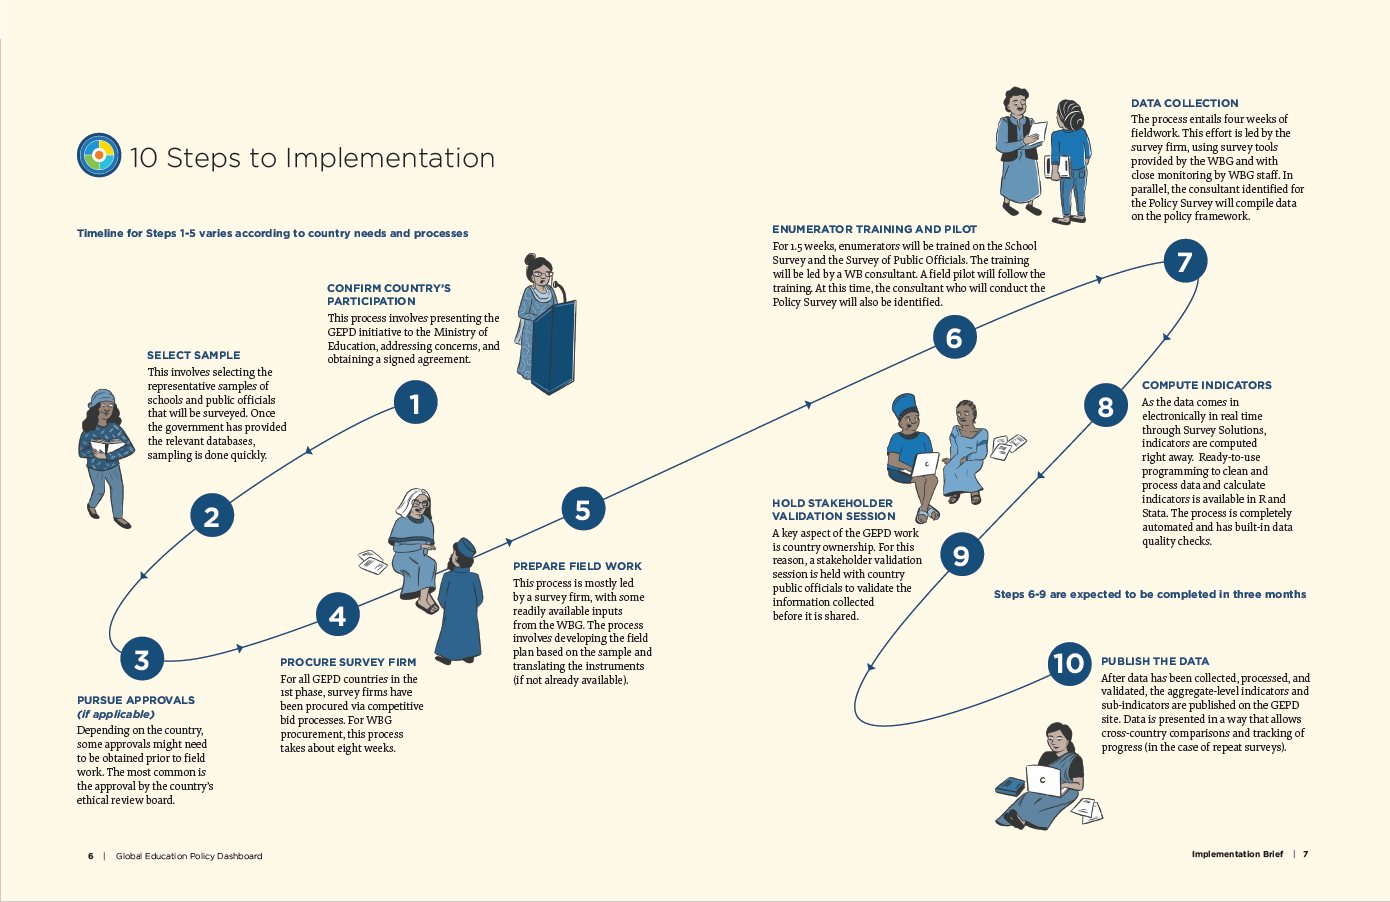 10 Steps to Implementation
Timeline for Steps 1-5 varies according to country needs and processes
CONFIRM COUNTRY'S
PARTICIPATION
This process involves presenting the
GEPD initiative to the Ministry of
Education, addressing concerns, and
obtaining a signed agreement.
1
SELECT SAMPLE
This involves selecting the
representative samples of
schools and public officials
that will be surveyed. Once
the government has provided
the relevant databases,
sampling is done quickly.
2
3
PURSUE APPROVALS
(if applicable)
Depending on the country,
some approvals might need
to be obtained prior to field
work. The most common is
the approval by the country's
ethical review board.
4
PROCURE SURVEY FIRM
For all GEPD countries in the
1st phase, survey firms have
been procured via competitive
bid processes. For WBG
procurement, this process
takes about eight weeks.
5
PREPARE FIELD WORK
This process is mostly led
by a survey firm, with some
readily available inputs
from the WBG. The process
involves developing the field
plan based on the sample and
translating the instruments
(if not already available).
ENUMERATOR TRAINING AND PILOT
For 1.5 weeks, enumerators will be trained on the School
Survey and the Survey of Public Officials. The training
will be led by a WB consultant. A field pilot will follow the
training. At this time, the consultant who will conduct the
Policy Survey will also be identified.
6
DATA COLLECTION
The process entails four weeks of
fieldwork. This effort is led by the
survey firm, using survey tools
provided by the WBG and with
close monitoring by WBG staff. In
parallel, the consultant identified for
the Policy Survey will compile data
on the policy framework.
7
8
COMPUTE INDICATORS
As the data comes in
electronically in real time
through Survey Solutions,
indicators are computed
right away. Ready-to-use
programming to clean and
process data and calculate
indicators is available in R and
Stata. The process is completely
automated and has built-in data
quality checks.
HOLD STAKEHOLDER
VALIDATION SESSION
A key aspect of the GEPD work
is country ownership. For this
reason, a stakeholder validation
session is held with country
public officials to validate the
information collected
before it is shared.
9
Steps 6-9 are expected to be completed in three months
10
PUBLISH THE DATA
After data has been collected, processed, and
validated, the aggregate-level indicators and
sub-indicators are published on the GEPD
site. Data is presented in a way that allows
cross-country comparisons and tracking of
progress (in the case of repeat surveys).
6 | Global Education Policy Dashboard
Implementation Brief | 7